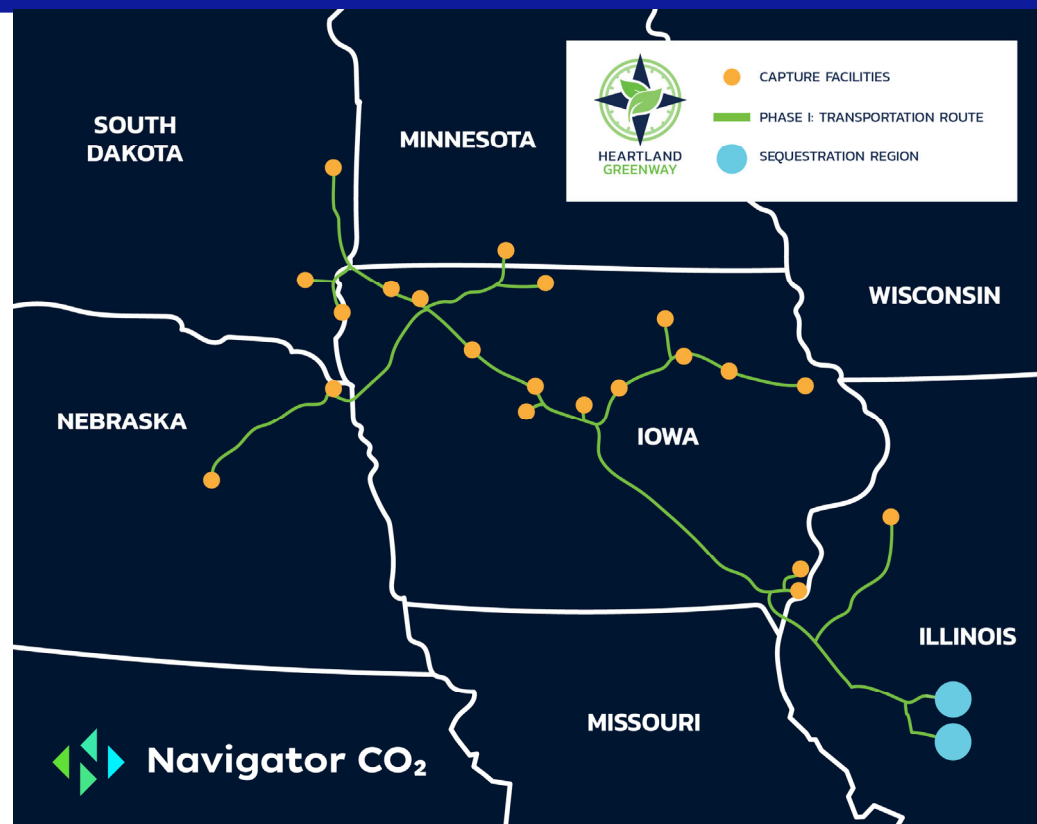 SOUTH
DAKOTA
MINNESOTA
HEARTLAND
GREENWAY
CAPTURE FACILITIES
PHASE I: TRANSPORTATION ROUTE
SEQUESTRATION REGION
WISCONSIN
NEBRASKA
IOWA
ILLINOIS
MISSOURI
Navigator CO₂